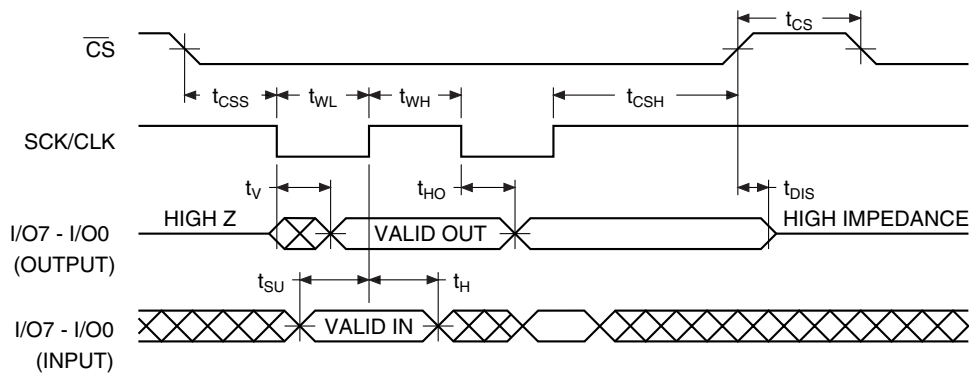 tCS
CS
tCSS tWL tWH tCSH
SCK/CLK
tV tHO tDIS
HIGH Z VALID OUT HIGH IMPEDANCE
I/O7 - I/O0
(OUTPUT)
tSU tH
I/O7 - I/O0 VALID IN
(INPUT)